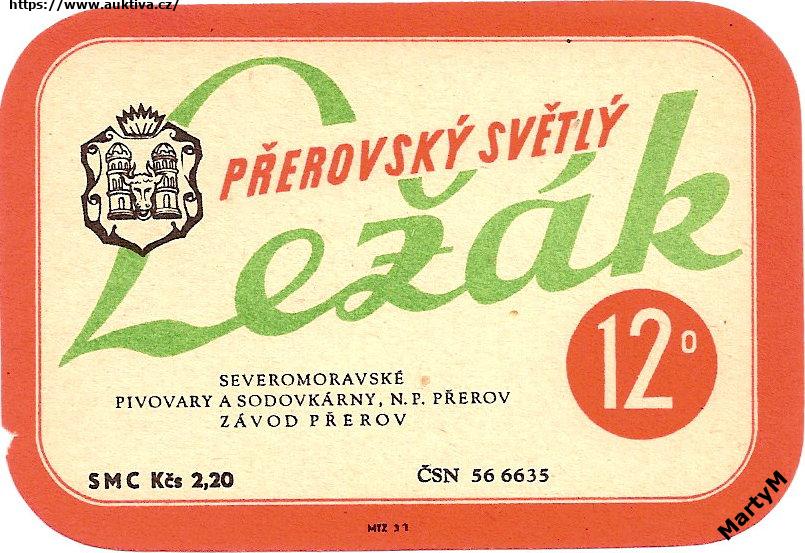 https://www.auktiva.cz/
PŘEROVSKÝ SVĚTLÝ
Ležák
12°
SEVEROMORAVSKÉ
PIVOVARY A SODOVKÁRNY, N. P. PŘEROV
ZÁVOD PŘEROV
SMC Kčs 2,20
ČSN 56 6635
MartyM